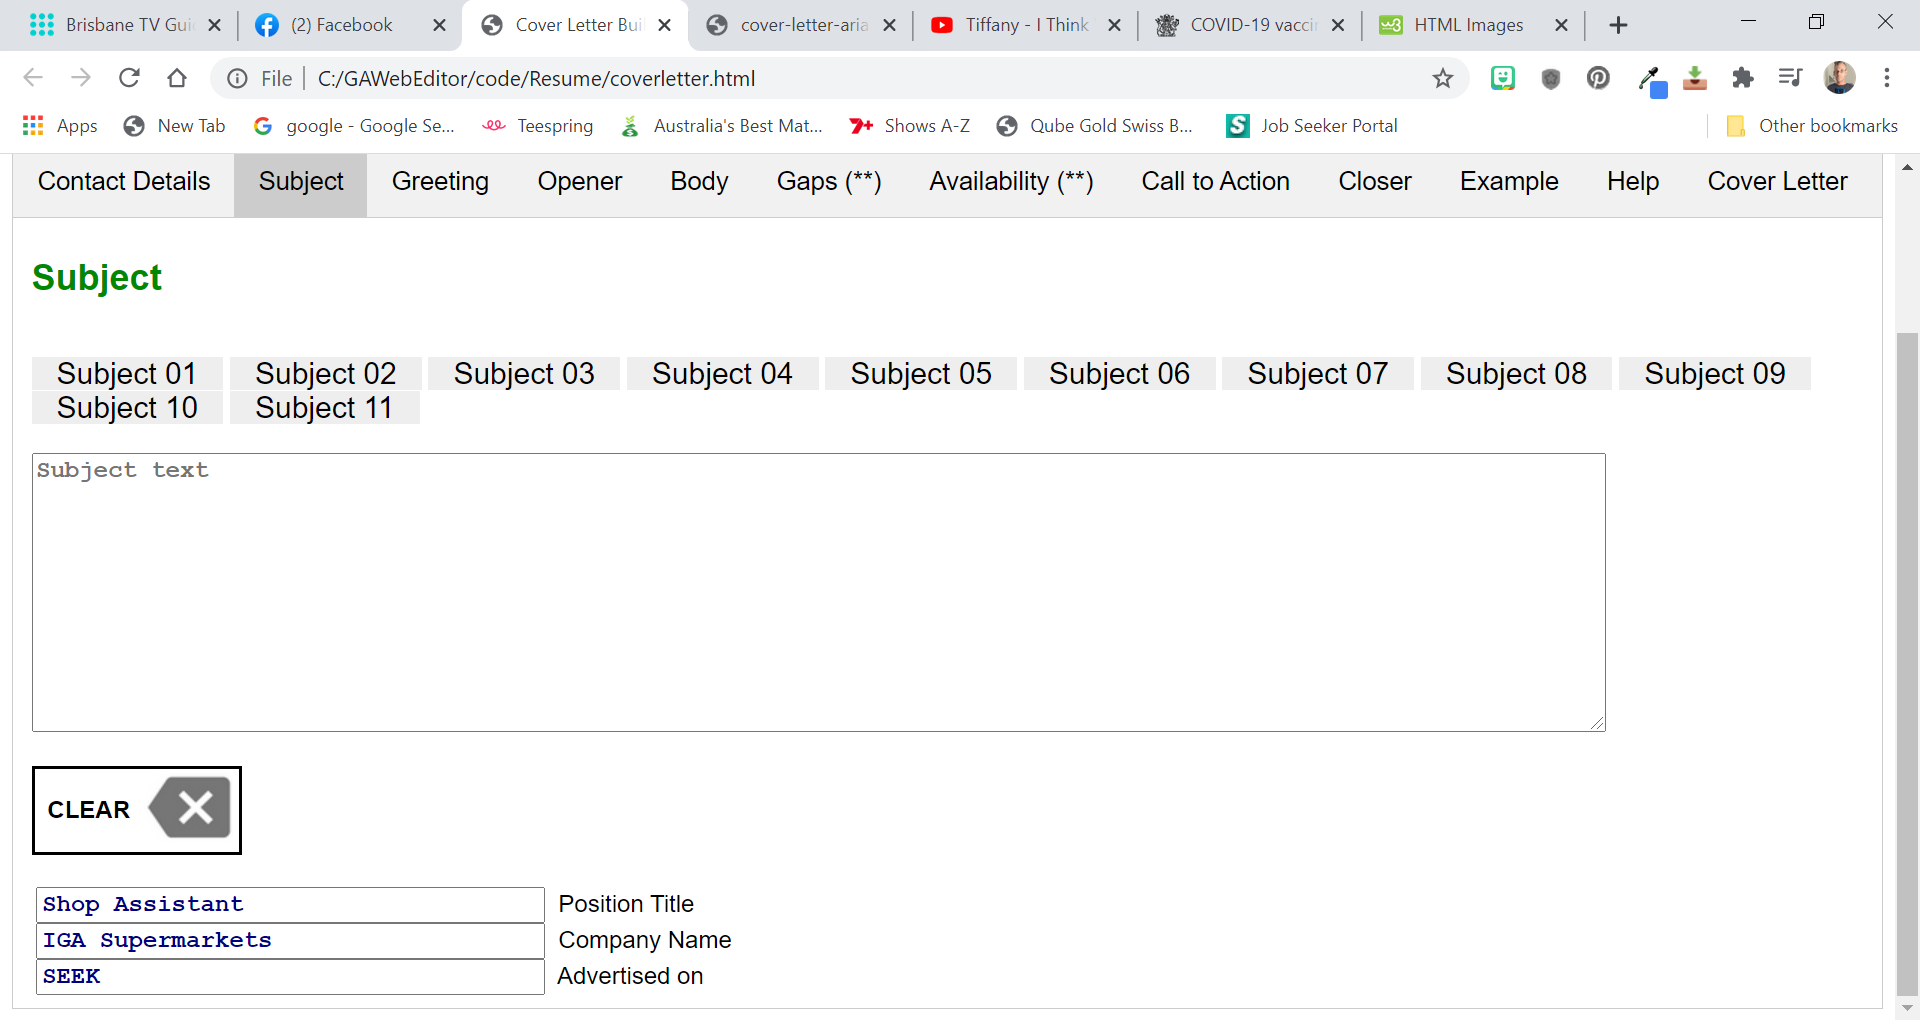 Brisbane TV Gui
(2) Facebook
Cover Letter Bui
cover-letter-aria
Tiffany - I Think
COVID-19 vacci
HTML Images
File
C:/GAWebEditor/code/Resume/coverletter.html
Apps
New Tab
google - Google Se...
Teespring
Australia's Best Mat...
Shows A-Z
Qube Gold Swiss B...
Job Seeker Portal
Other bookmarks
Contact Details
Subject
Greeting
Opener
Body
Gaps (**)
Availability (**)
Call to Action
Closer
Example
Help
Cover Letter
Subject
Subject 01
Subject 02
Subject 03
Subject 04
Subject 05
Subject 06
Subject 07
Subject 08
Subject 09
Subject 10
Subject 11
Subject text
CLEAR
Shop Assistant Position Title
IGA Supermarkets Company Name
SEEK Advertised on